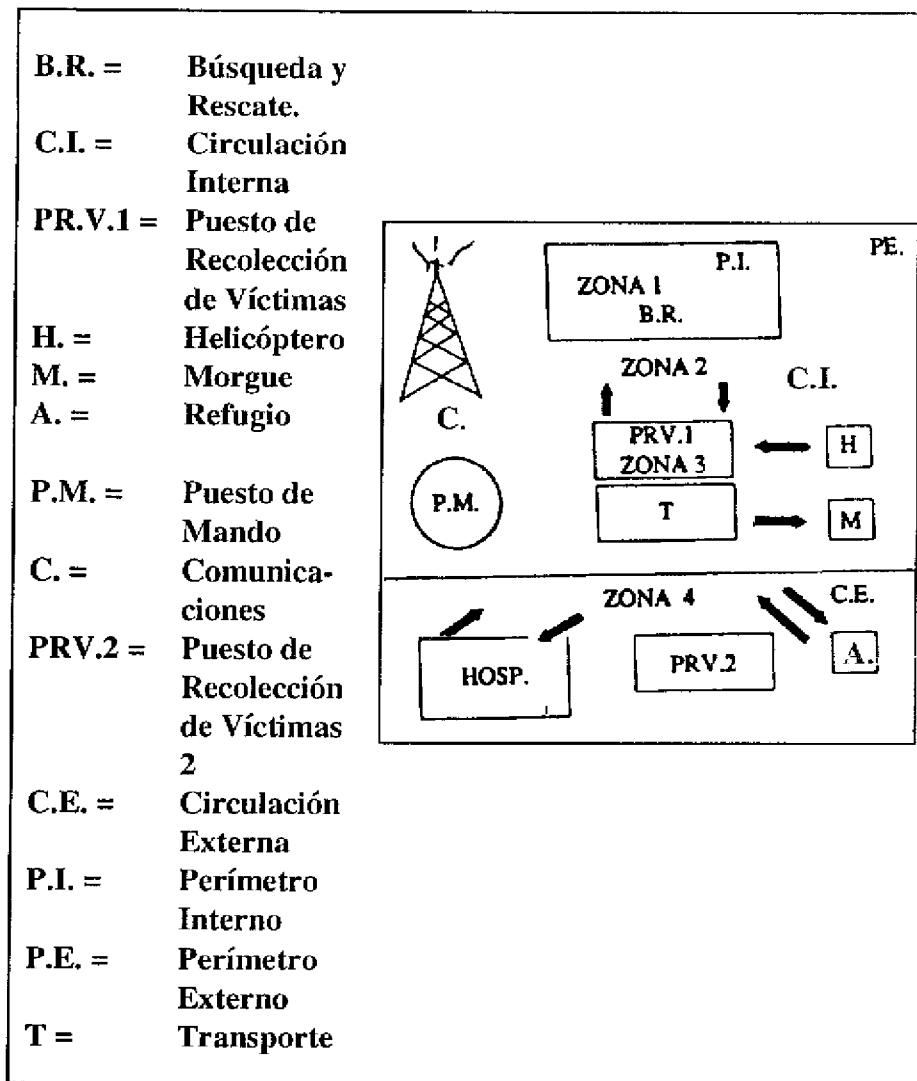 B.R. = Búsqueda y
Rescate.
C.I. = Circulación
Interna
PR.V.1 = Puesto de
Recolección
de Víctimas
H. = Helicóptero
M. = Morgue
A. = Refugio
P.M. = Puesto de
Mando
C. = Comunica-
ciones
PRV.2 = Puesto de
Recolección
de Víctimas
2
C.E. = Circulación
Externa
P.I. = Perímetro
Interno
P.E. = Perímetro
Externo
T = Transporte
P.I.
PE.
ZONA 1
B.R.
ZONA 2
C.I.
C.
PRV.1
H
ZONA 3
P.M.
T
M
ZONA 4
C.E.
HOSP.
PRV.2
A.